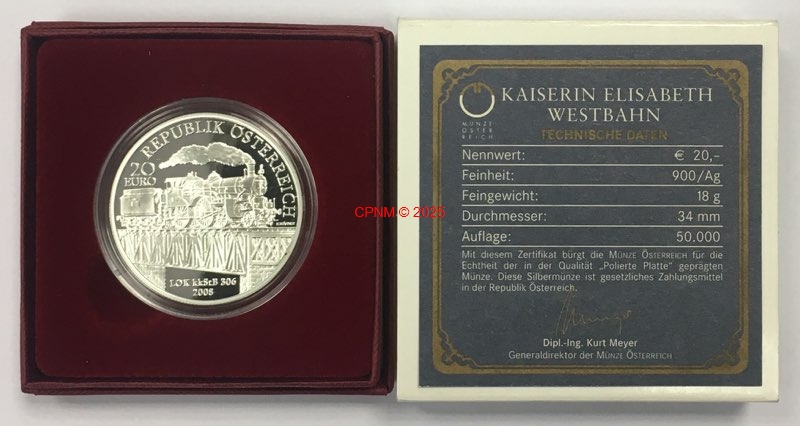 REPUBLIK ÖSTERREICH
20
EURO
LOK kkStB 306
2008
CPNM © 2025
MÜNZE
ÖSTER
REICH
KAISERIN ELISABETH
WESTBAHN
TECHNISCHE DATEN
Nennwert: € 20,–
Feinheit: 900/Ag
Feingewicht: 18 g
Durchmesser: 34 mm
Auflage: 50.000
Mit diesem Zertifikat bürgt die MÜNZE ÖSTERREICH für die
Echtheit der in der Qualität „Polierte Platte“ geprägten
Münze. Diese Silbermünze ist gesetzliches Zahlungsmittel
in der Republik Österreich.
Dipl.-Ing. Kurt Meyer
Generaldirektor der MÜNZE ÖSTERREICH